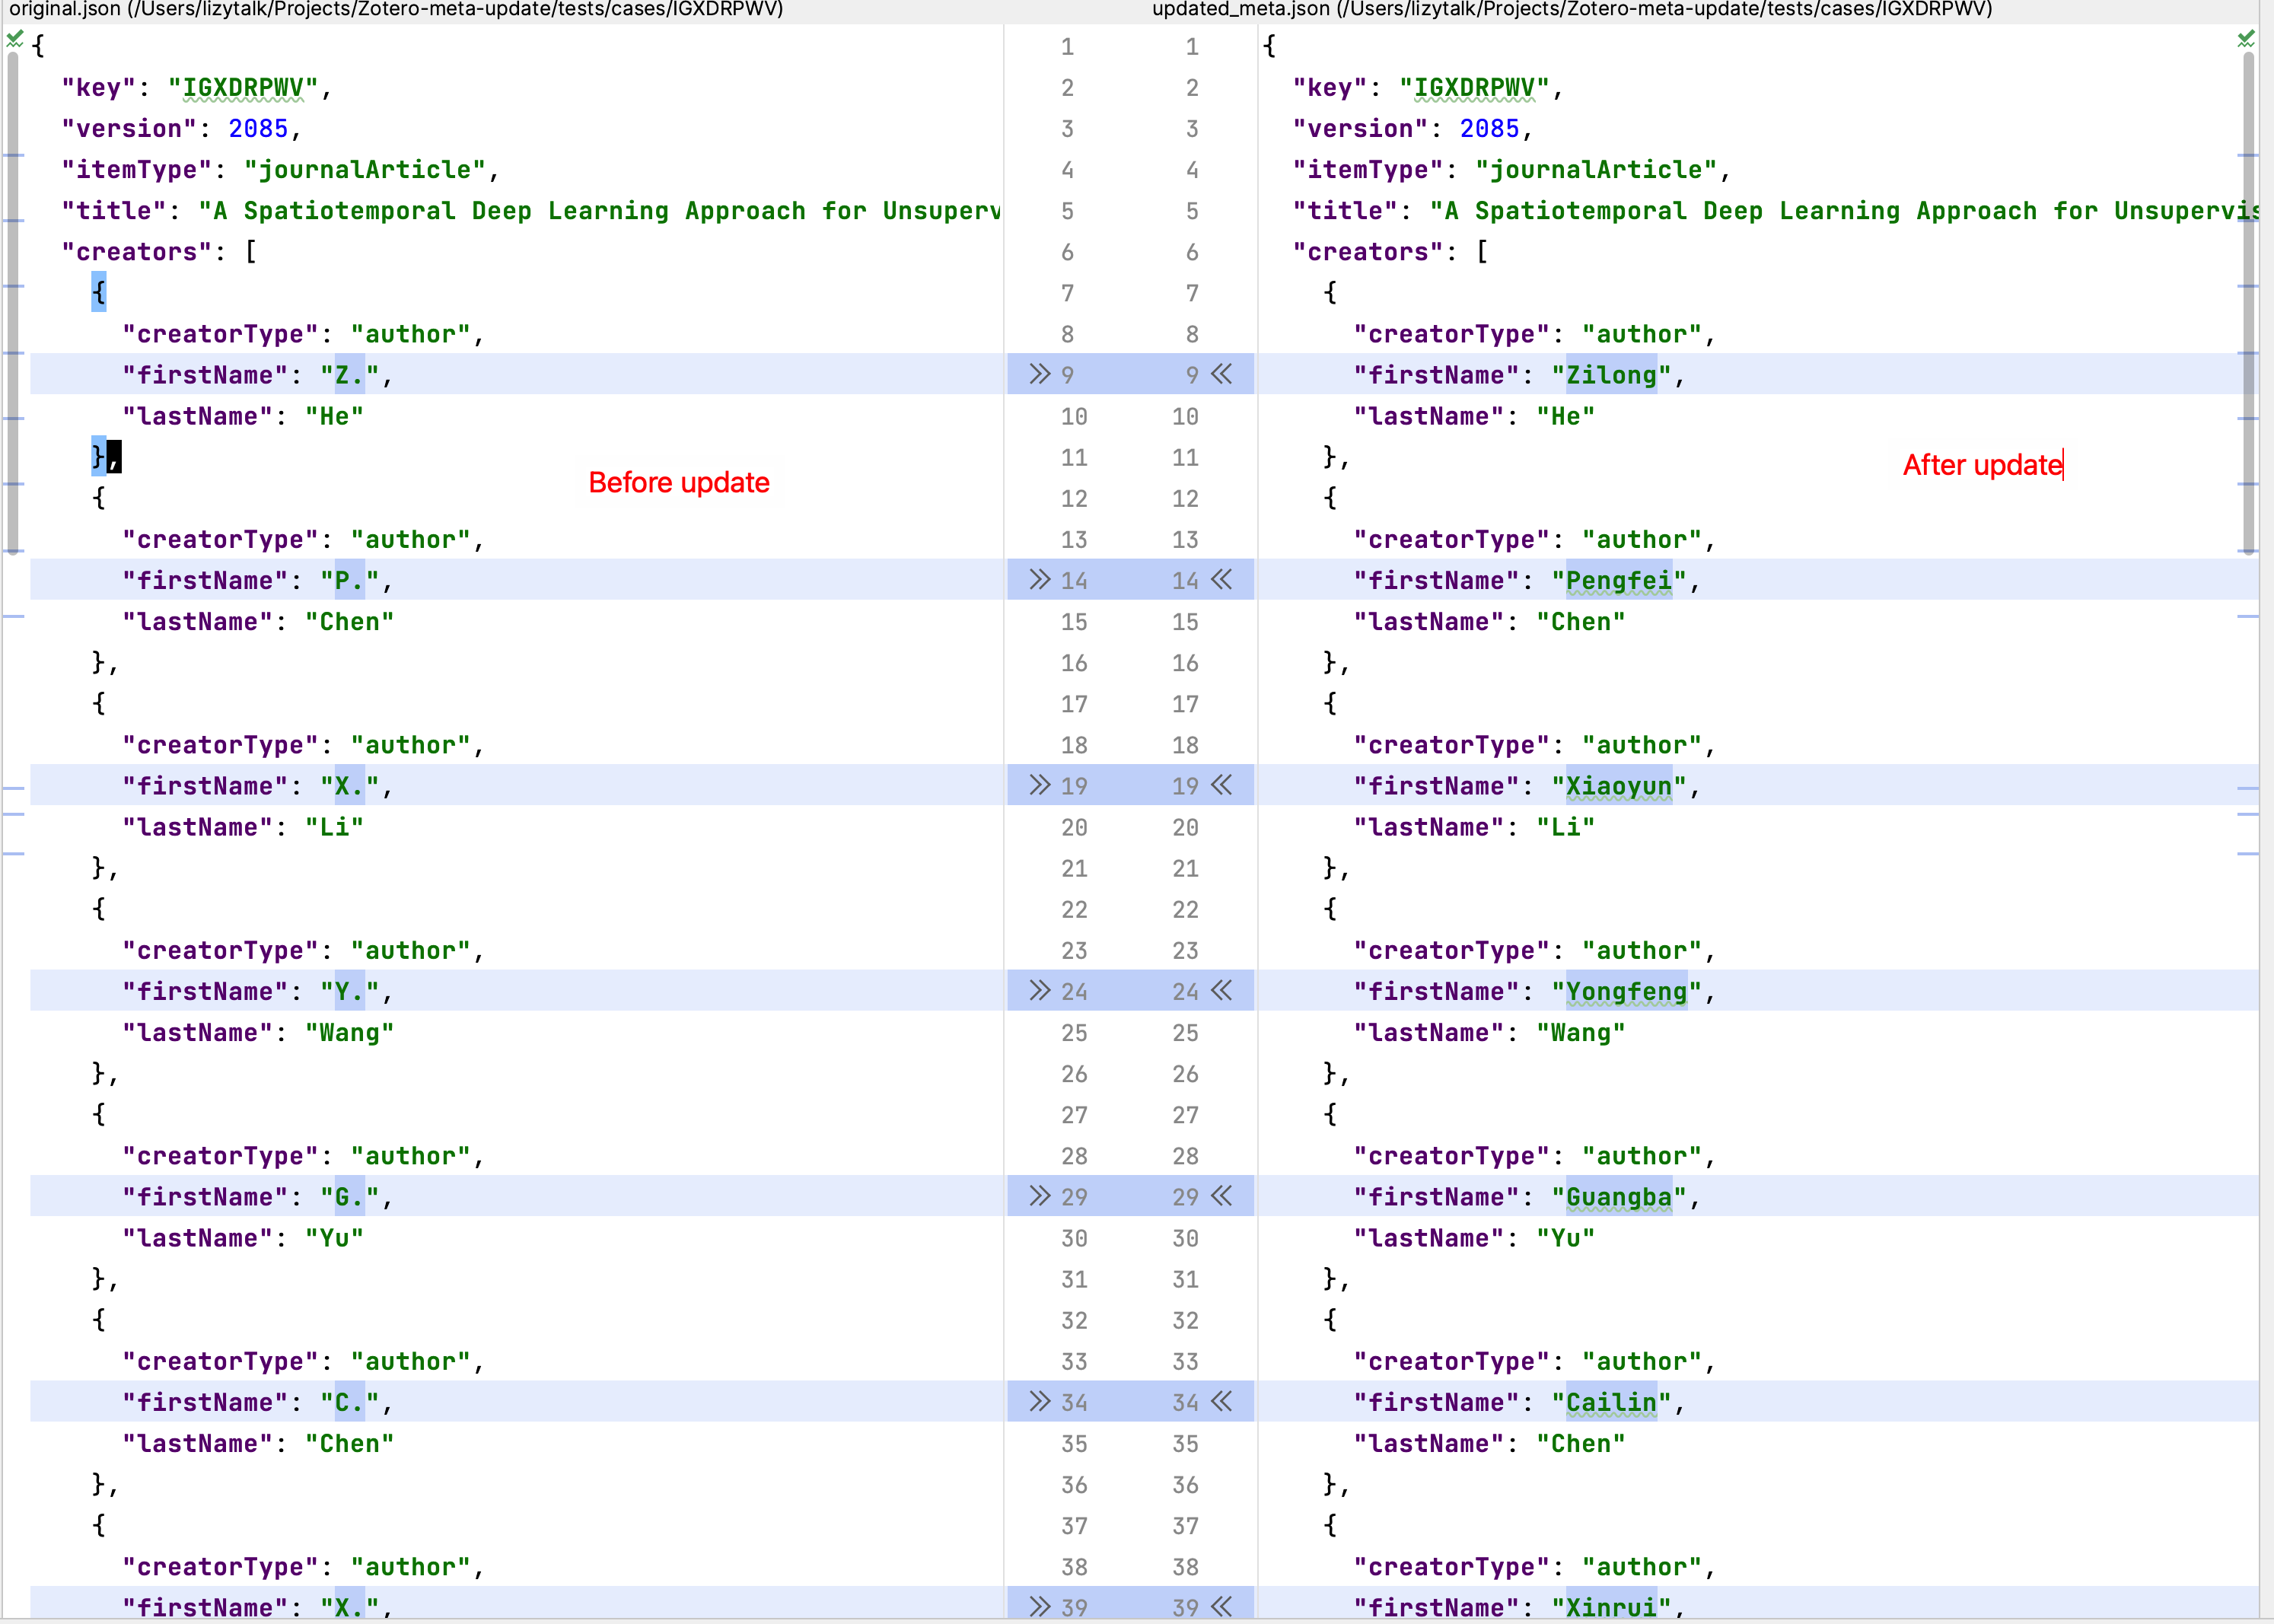 original.json (/Users/lizytalk/Projects/Zotero-meta-update/tests/cases/IGXDRPWV)
{
"key": "IGXDRPWV",
"version": 2085,
"itemType": "journalArticle",
"title": "A Spatiotemporal Deep Learning Approach for Unsuperv
"creators": [
{
"creatorType": "author",
"firstName": "Z.",
"lastName": "He"
},
{
"creatorType": "author",
"firstName": "P.",
"lastName": "Chen"
},
{
"creatorType": "author",
"firstName": "X.",
"lastName": "Li"
},
{
"creatorType": "author",
"firstName": "Y.",
"lastName": "Wang"
},
{
"creatorType": "author",
"firstName": "G.",
"lastName": "Yu"
},
{
"creatorType": "author",
"firstName": "C.",
"lastName": "Chen"
},
{
"creatorType": "author",
"firstName": "X.",
Before update
1 1
2 2
3 3
4 4
5 5
6 6
7 7
8 8
9 9
10 10
11 11
12 12
13 13
14 14
15 15
16 16
17 17
18 18
19 19
20 20
21 21
22 22
23 23
24 24
25 25
26 26
27 27
28 28
29 29
30 30
31 31
32 32
33 33
34 34
35 35
36 36
37 37
38 38
39 39
updated_meta.json (/Users/lizytalk/Projects/Zotero-meta-update/tests/cases/IGXDRPWV)
{
"key": "IGXDRPWV",
"version": 2085,
"itemType": "journalArticle",
"title": "A Spatiotemporal Deep Learning Approach for Unsupervis
"creators": [
{
"creatorType": "author",
"firstName": "Zilong",
"lastName": "He"
},
{
"creatorType": "author",
"firstName": "Pengfei",
"lastName": "Chen"
},
{
"creatorType": "author",
"firstName": "Xiaoyun",
"lastName": "Li"
},
{
"creatorType": "author",
"firstName": "Yongfeng",
"lastName": "Wang"
},
{
"creatorType": "author",
"firstName": "Guangba",
"lastName": "Yu"
},
{
"creatorType": "author",
"firstName": "Cailin",
"lastName": "Chen"
},
{
"creatorType": "author",
"firstName": "Xinrui",
After update